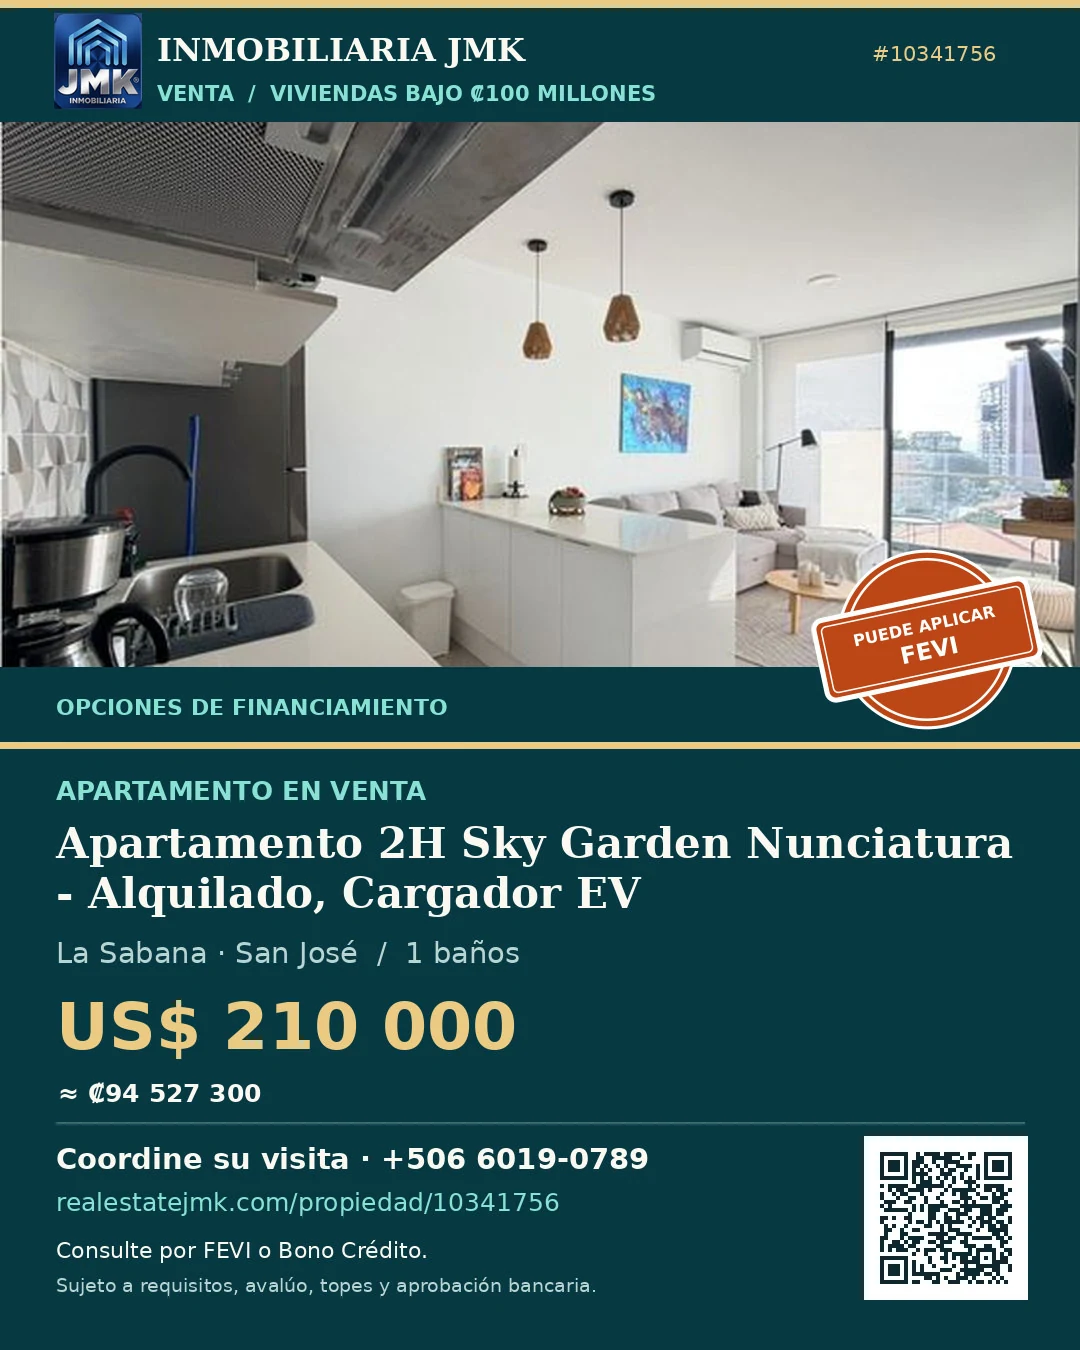 JMK
INMOBILIARIA
INMOBILIARIA JMK
VENTA / VIVIENDAS BAJO ₡100 MILLONES
#10341756
PUEDE APLICAR
FEVI
OPCIONES DE FINANCIAMIENTO
APARTAMENTO EN VENTA
Apartamento 2H Sky Garden Nunciatura
- Alquilado, Cargador EV
La Sabana · San José / 1 baños
US$ 210 000
≈ ₡94 527 300
Coordine su visita · +506 6019-0789
realestatejmk.com/propiedad/10341756
Consulte por FEVI o Bono Crédito.
Sujeto a requisitos, avalúo, topes y aprobación bancaria.